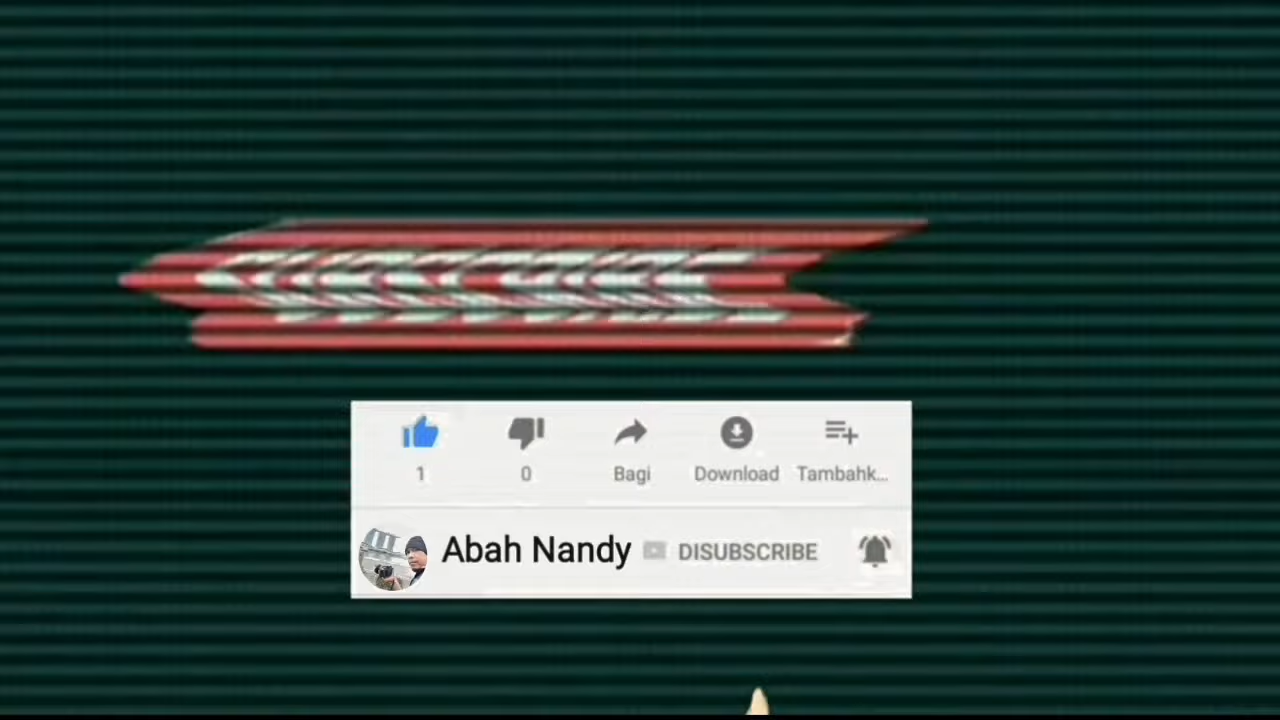 1
0
Bagi
Download
Tambahk...
Abah Nandy
DISUBSCRIBE